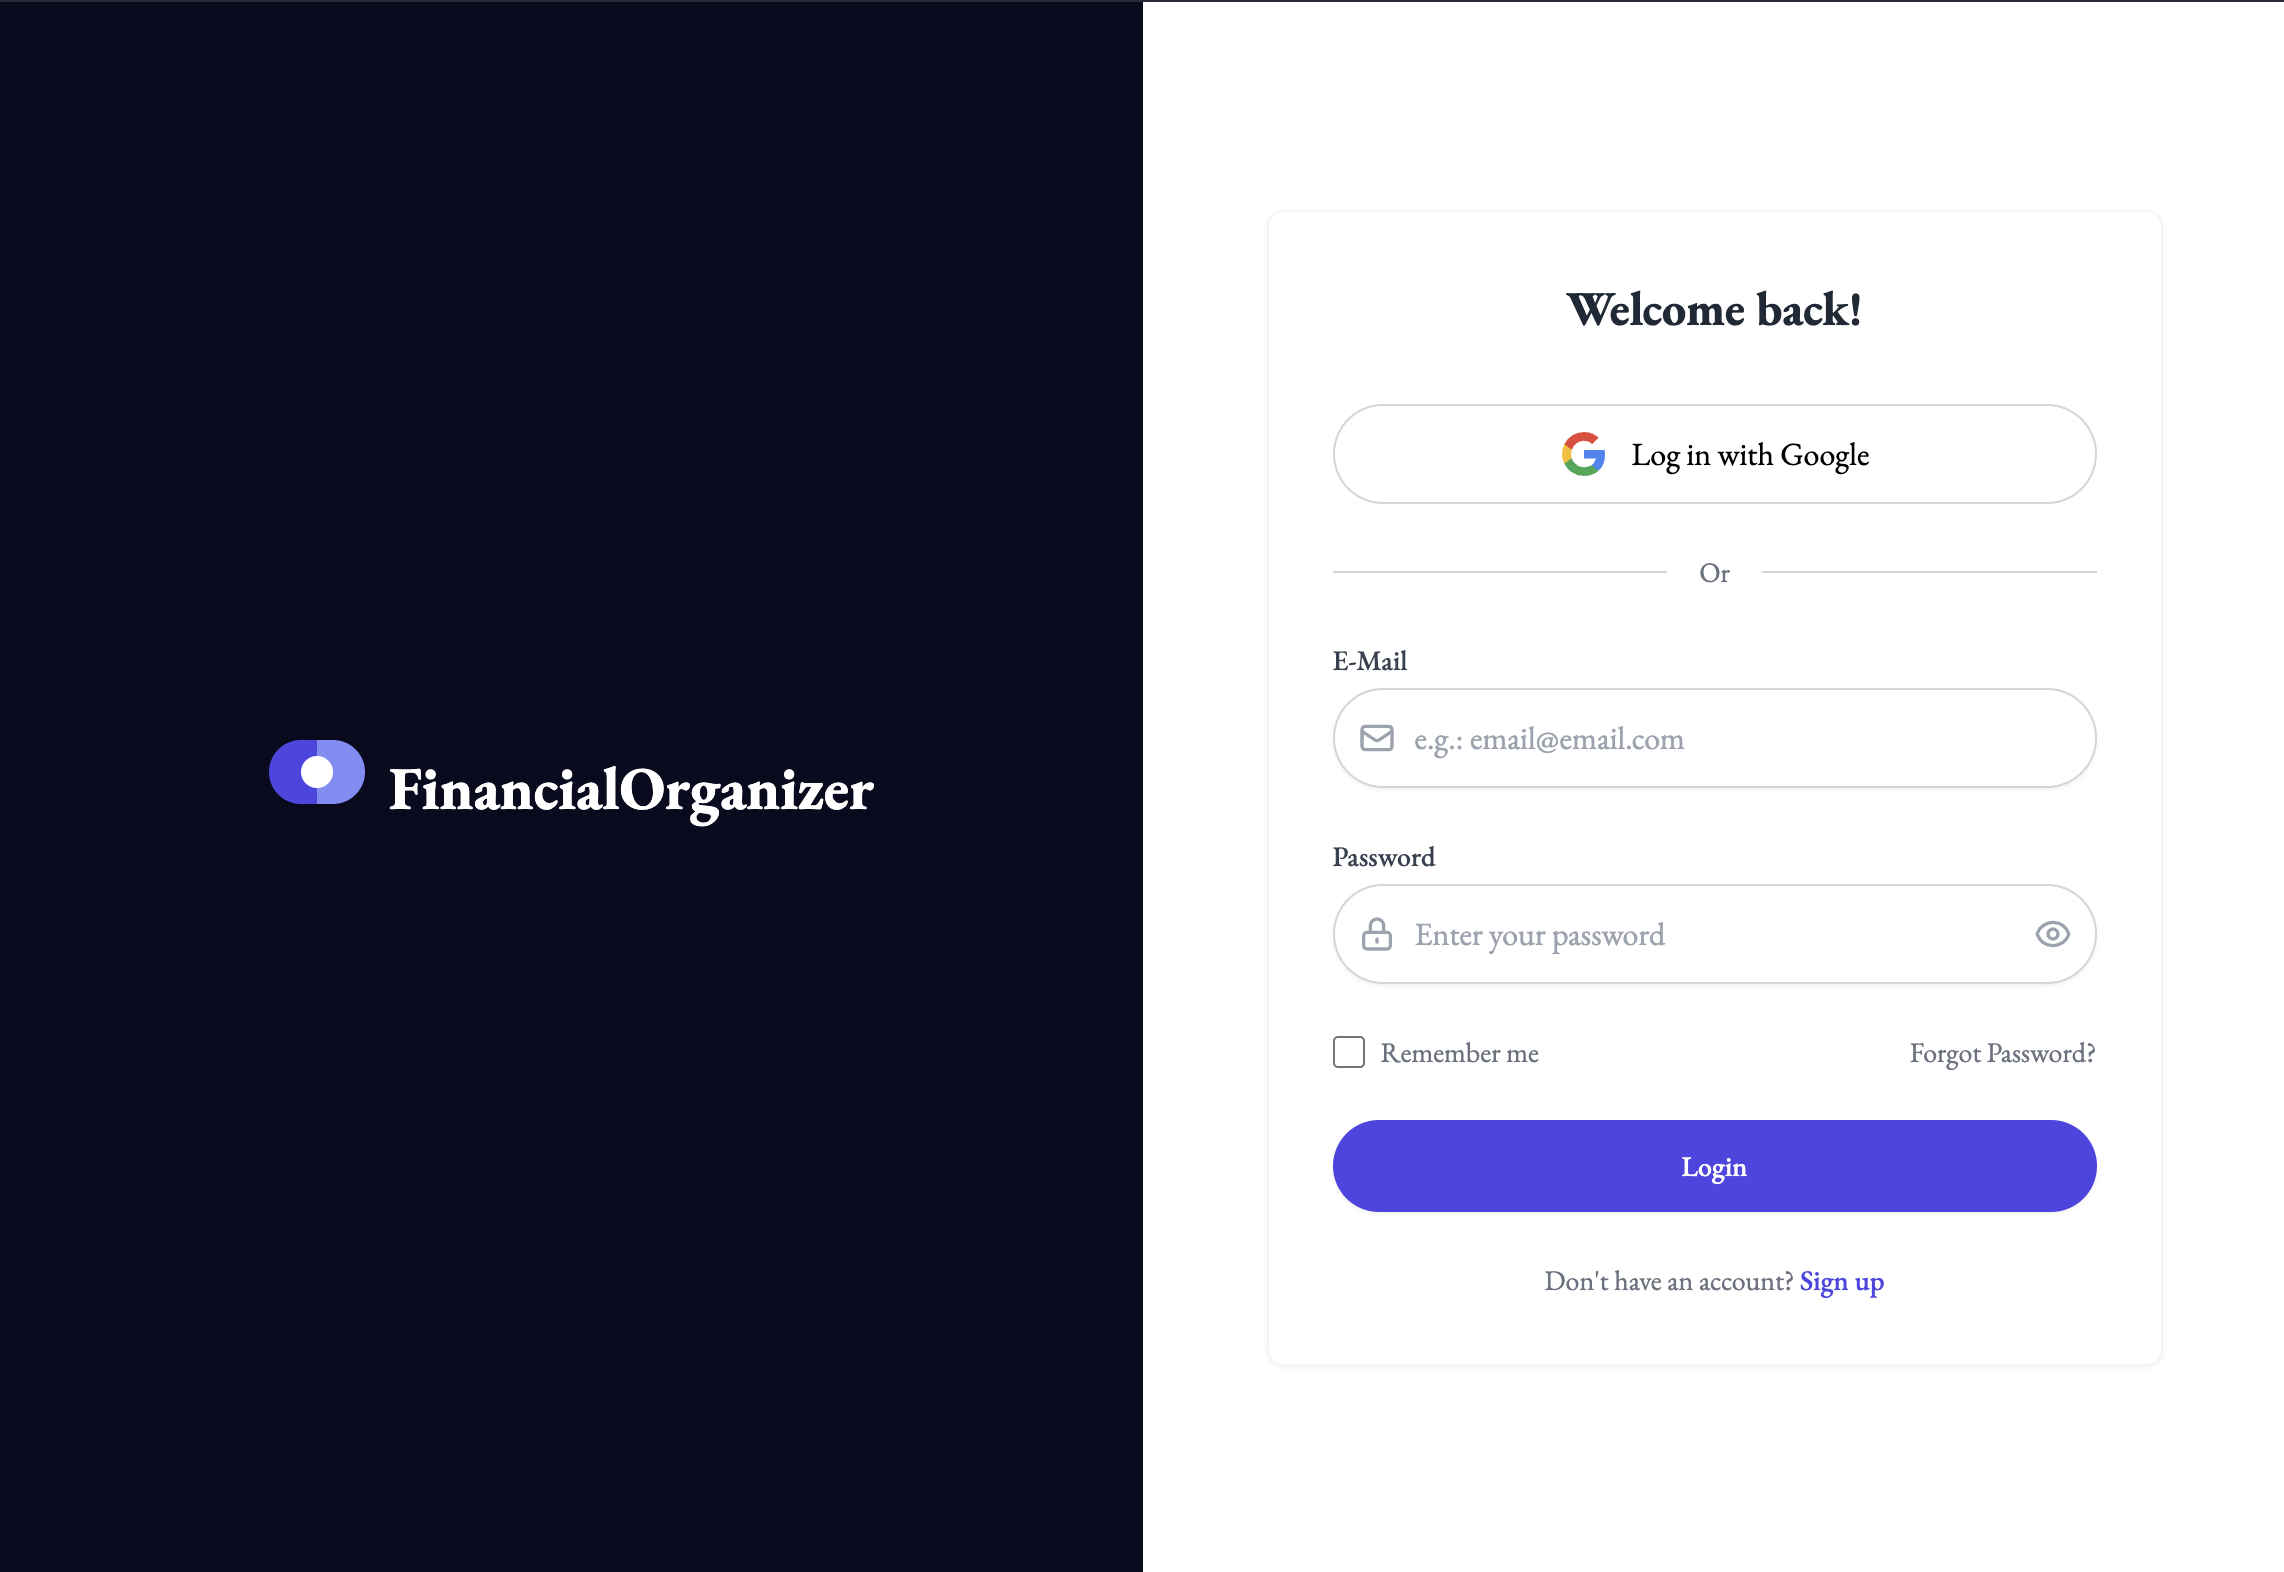 FinancialOrganizer
Welcome back!
Log in with Google
Or
E-Mail
e.g.: email@email.com
Password
Enter your password
Remember me
Forgot Password?
Login
Don't have an account? Sign up